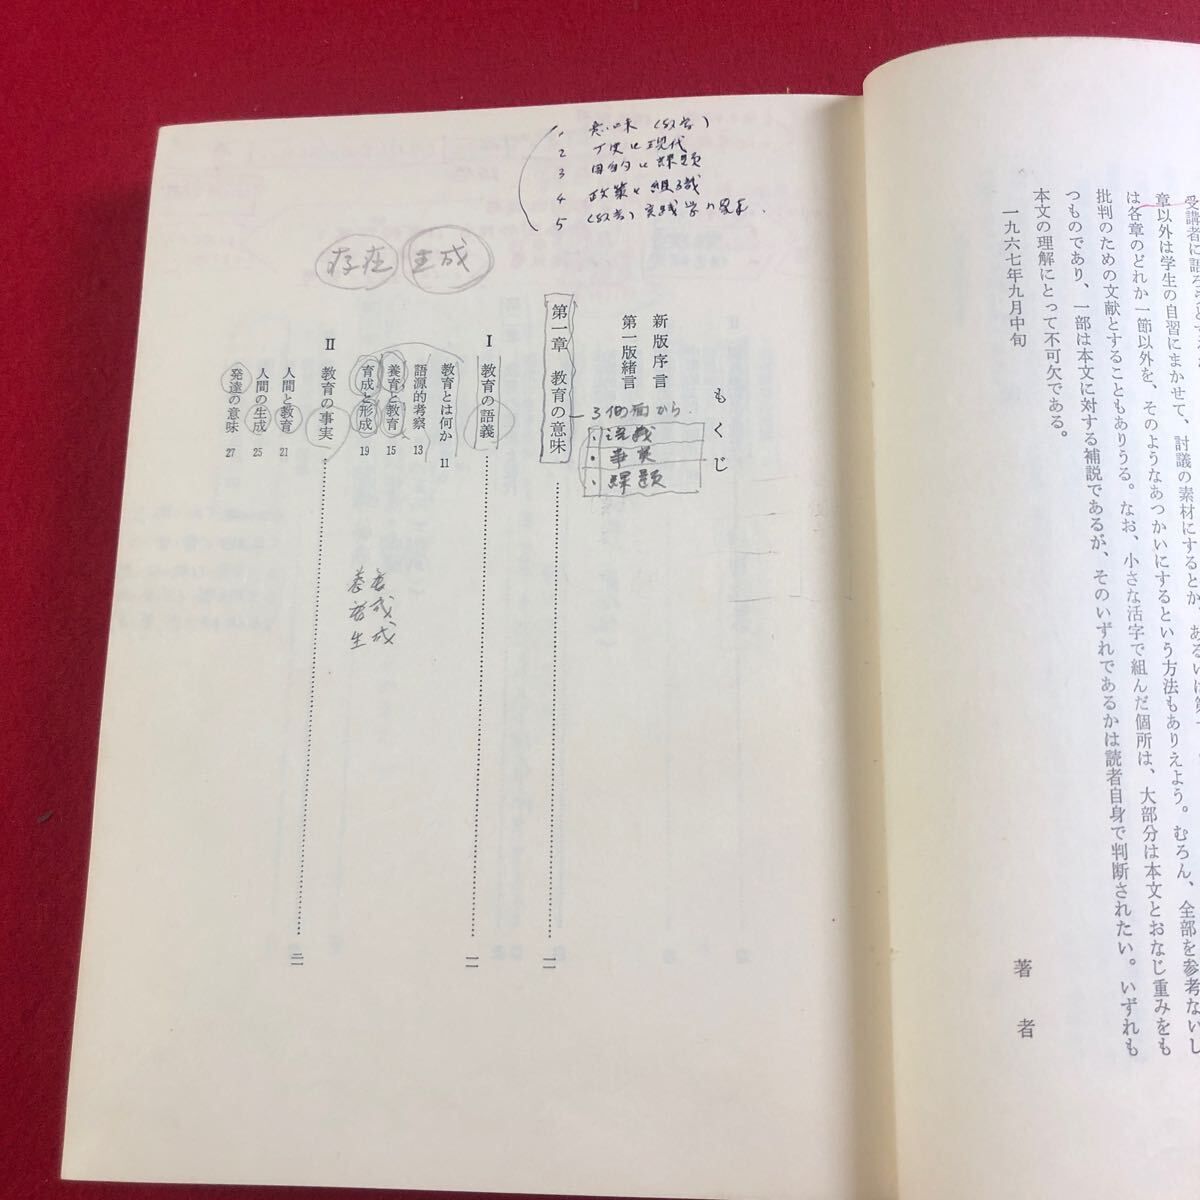 受講者に語ろうと
章以外は学生の自習にまかせて、討議の素材にするとか、あるいは第
は各章のどれか一節以外を、そのようなあつかいにするという方法もありえよう。むろん、全部を参考ないし
批判のための文献とすることもありうる。なお、小さな活字で組んだ個所は、大部分は本文とおなじ重みをも
つものであり、一部は本文に対する補説であるが、そのいずれであるかは読者自身で判断されたい。いずれも
本文の理解にとって不可欠である。
一九六七年九月中旬
著者
1 意味(教育)
2 と現代
3 目的と課題
4 政策と組織
5 (教育)実践学の
存在 生成
もくじ
新版序言
第一版緒言
3側面から.
語義
事実
課題
第一章 教育の意味 一一
Ⅰ 教育の語義 一一
教育とは何か 11
語源的考察 13
養育と教育 15
育成と形成 19
Ⅱ 教育の事実 二一
人間と教育 21
人間の生成 25
発達の意味 27